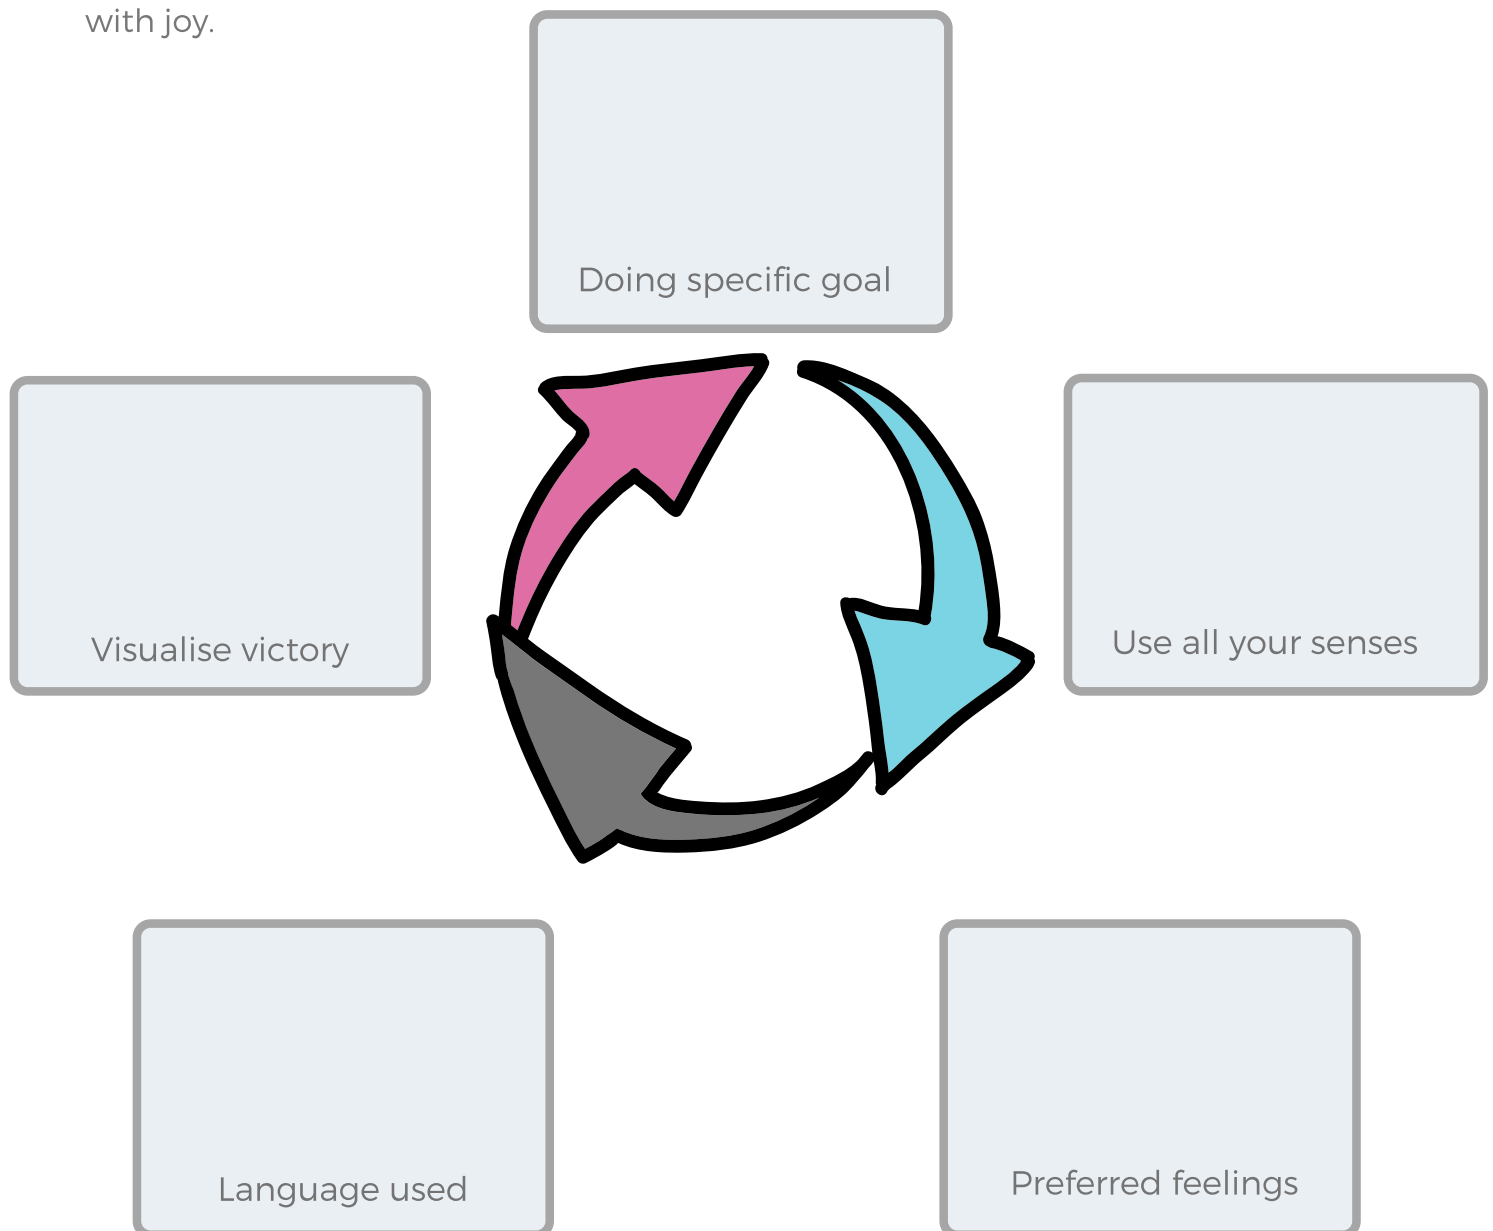 with joy.
Doing specific goal
Visualise victory
Use all your senses
Language used
Preferred feelings